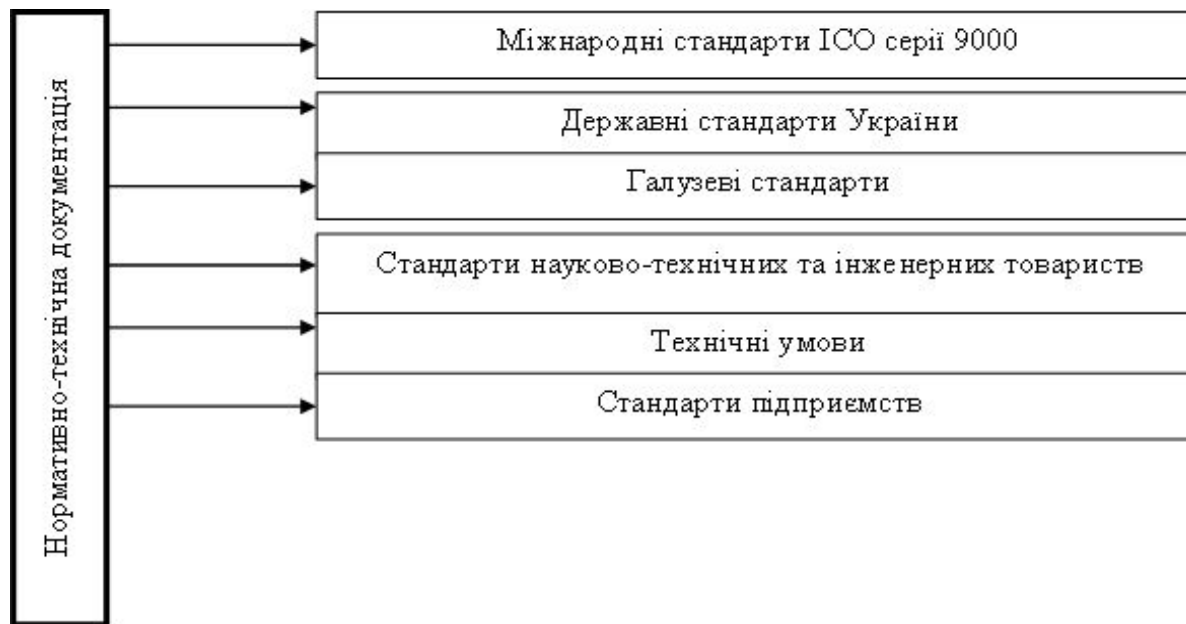 Нормативно-технічна документація
Міжнародні стандарти ІСО серії 9000
Державні стандарти України
Галузеві стандарти
Стандарти науково-технічних та інженерних товариств
Технічні умови
Стандарти підприємств